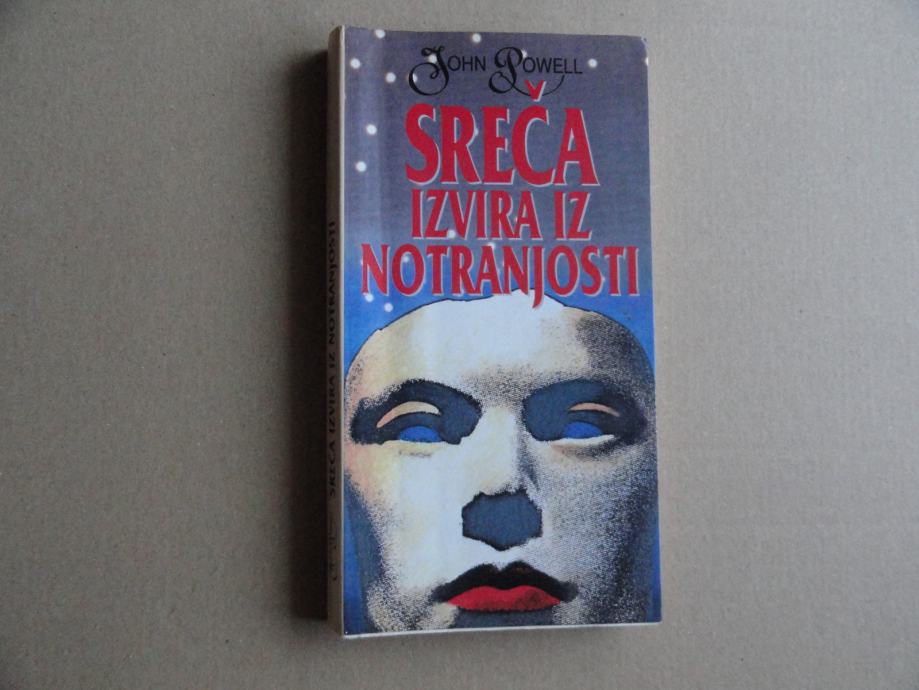 JOHN POWELL
SREČA
IZVIRA IZ
NOTRANJOSTI
SREČA IZVIRA IZ NOTRANJOSTI